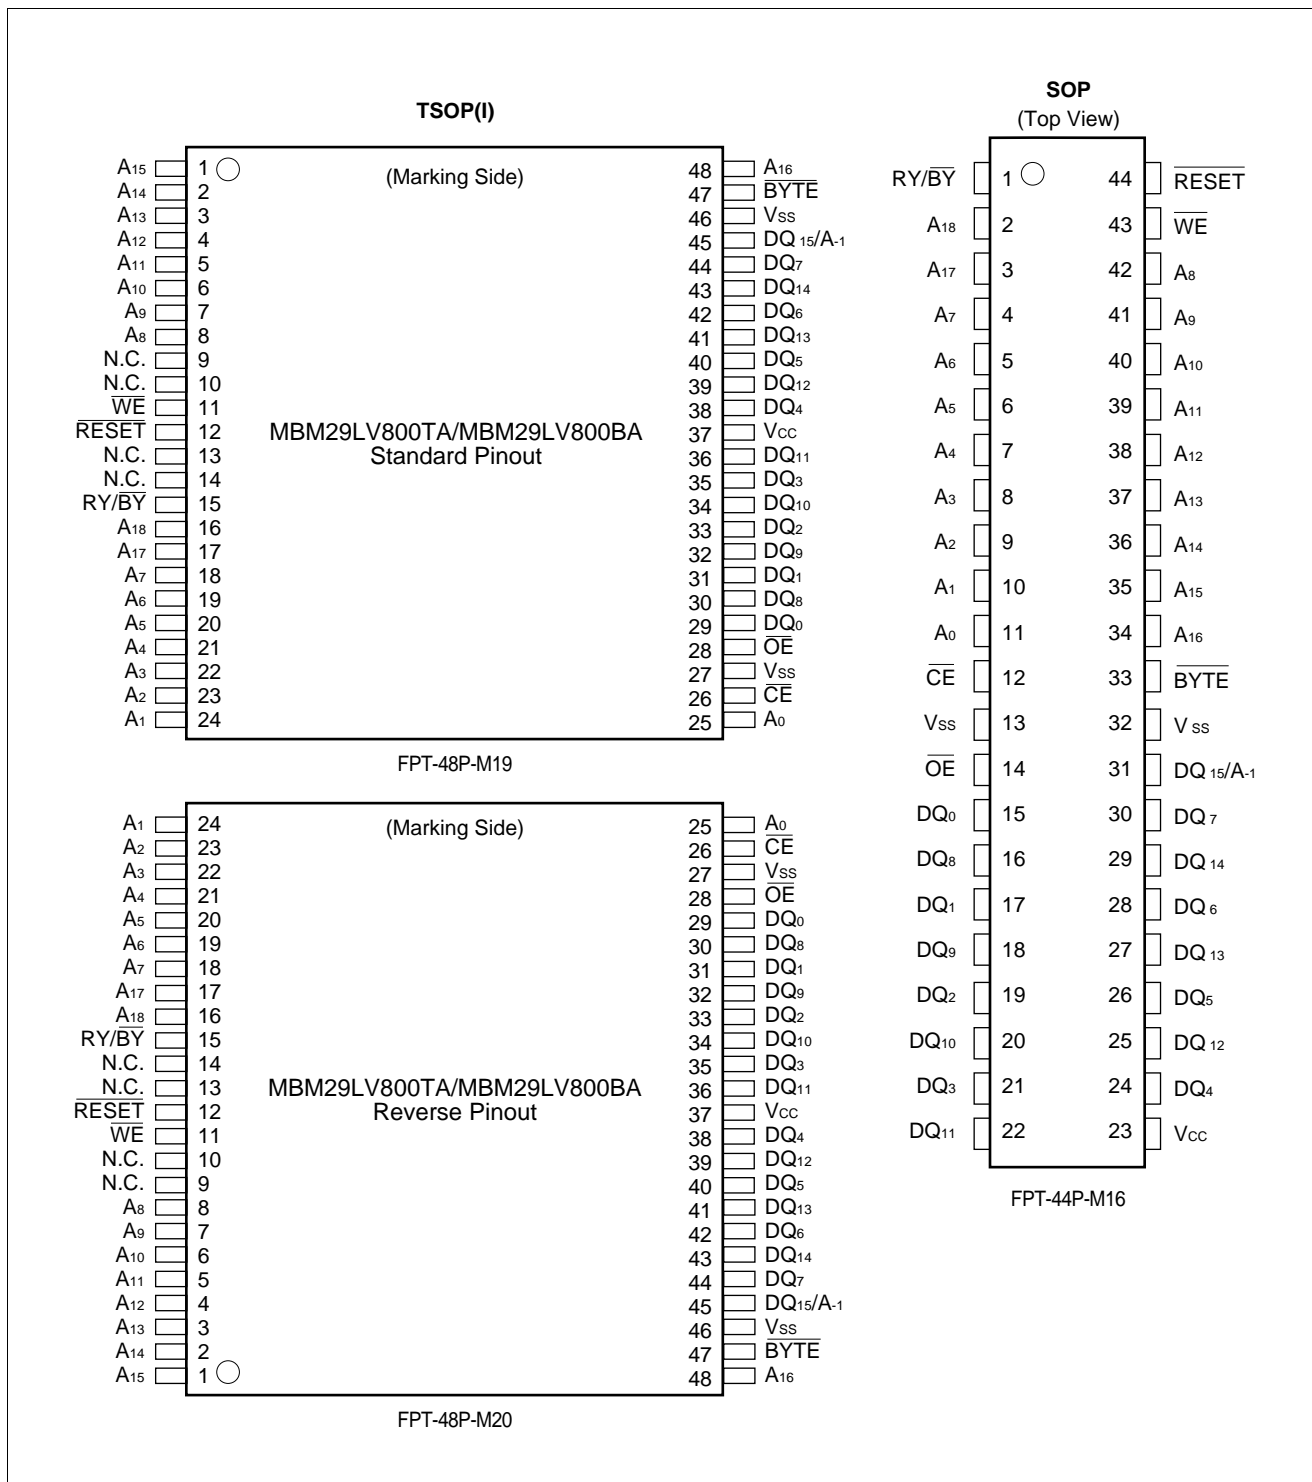 TSOP(I)
(Marking Side)
A15 1 48 A16
A14 2 47 BYTE
A13 3 46 VSS
A12 4 45 DQ 15/A-1
A11 5 44 DQ7
A10 6 43 DQ14
A9 7 42 DQ6
A8 8 41 DQ13
N.C. 9 40 DQ5
N.C. 10 39 DQ12
WE 11 38 DQ4
RESET 12 37 VCC
N.C. 13 36 DQ11
N.C. 14 35 DQ3
RY/BY 15 34 DQ10
A18 16 33 DQ2
A17 17 32 DQ9
A7 18 31 DQ1
A6 19 30 DQ8
A5 20 29 DQ0
A4 21 28 OE
A3 22 27 VSS
A2 23 26 CE
A1 24 25 A0
MBM29LV800TA/MBM29LV800BA
Standard Pinout
FPT-48P-M19
(Marking Side)
A1 24 25 A0
A2 23 26 CE
A3 22 27 VSS
A4 21 28 OE
A5 20 29 DQ0
A6 19 30 DQ8
A7 18 31 DQ1
A17 17 32 DQ9
A18 16 33 DQ2
RY/BY 15 34 DQ10
N.C. 14 35 DQ3
N.C. 13 36 DQ11
RESET 12 37 VCC
WE 11 38 DQ4
N.C. 10 39 DQ12
N.C. 9 40 DQ5
A8 8 41 DQ13
A9 7 42 DQ6
A10 6 43 DQ14
A11 5 44 DQ7
A12 4 45 DQ15/A-1
A13 3 46 VSS
A14 2 47 BYTE
A15 1 48 A16
MBM29LV800TA/MBM29LV800BA
Reverse Pinout
FPT-48P-M20
SOP
(Top View)
RY/BY 1 44 RESET
A18 2 43 WE
A17 3 42 A8
A7 4 41 A9
A6 5 40 A10
A5 6 39 A11
A4 7 38 A12
A3 8 37 A13
A2 9 36 A14
A1 10 35 A15
A0 11 34 A16
CE 12 33 BYTE
VSS 13 32 V SS
OE 14 31 DQ 15/A-1
DQ0 15 30 DQ 7
DQ8 16 29 DQ 14
DQ1 17 28 DQ 6
DQ9 18 27 DQ 13
DQ2 19 26 DQ5
DQ10 20 25 DQ 12
DQ3 21 24 DQ4
DQ11 22 23 VCC
FPT-44P-M16